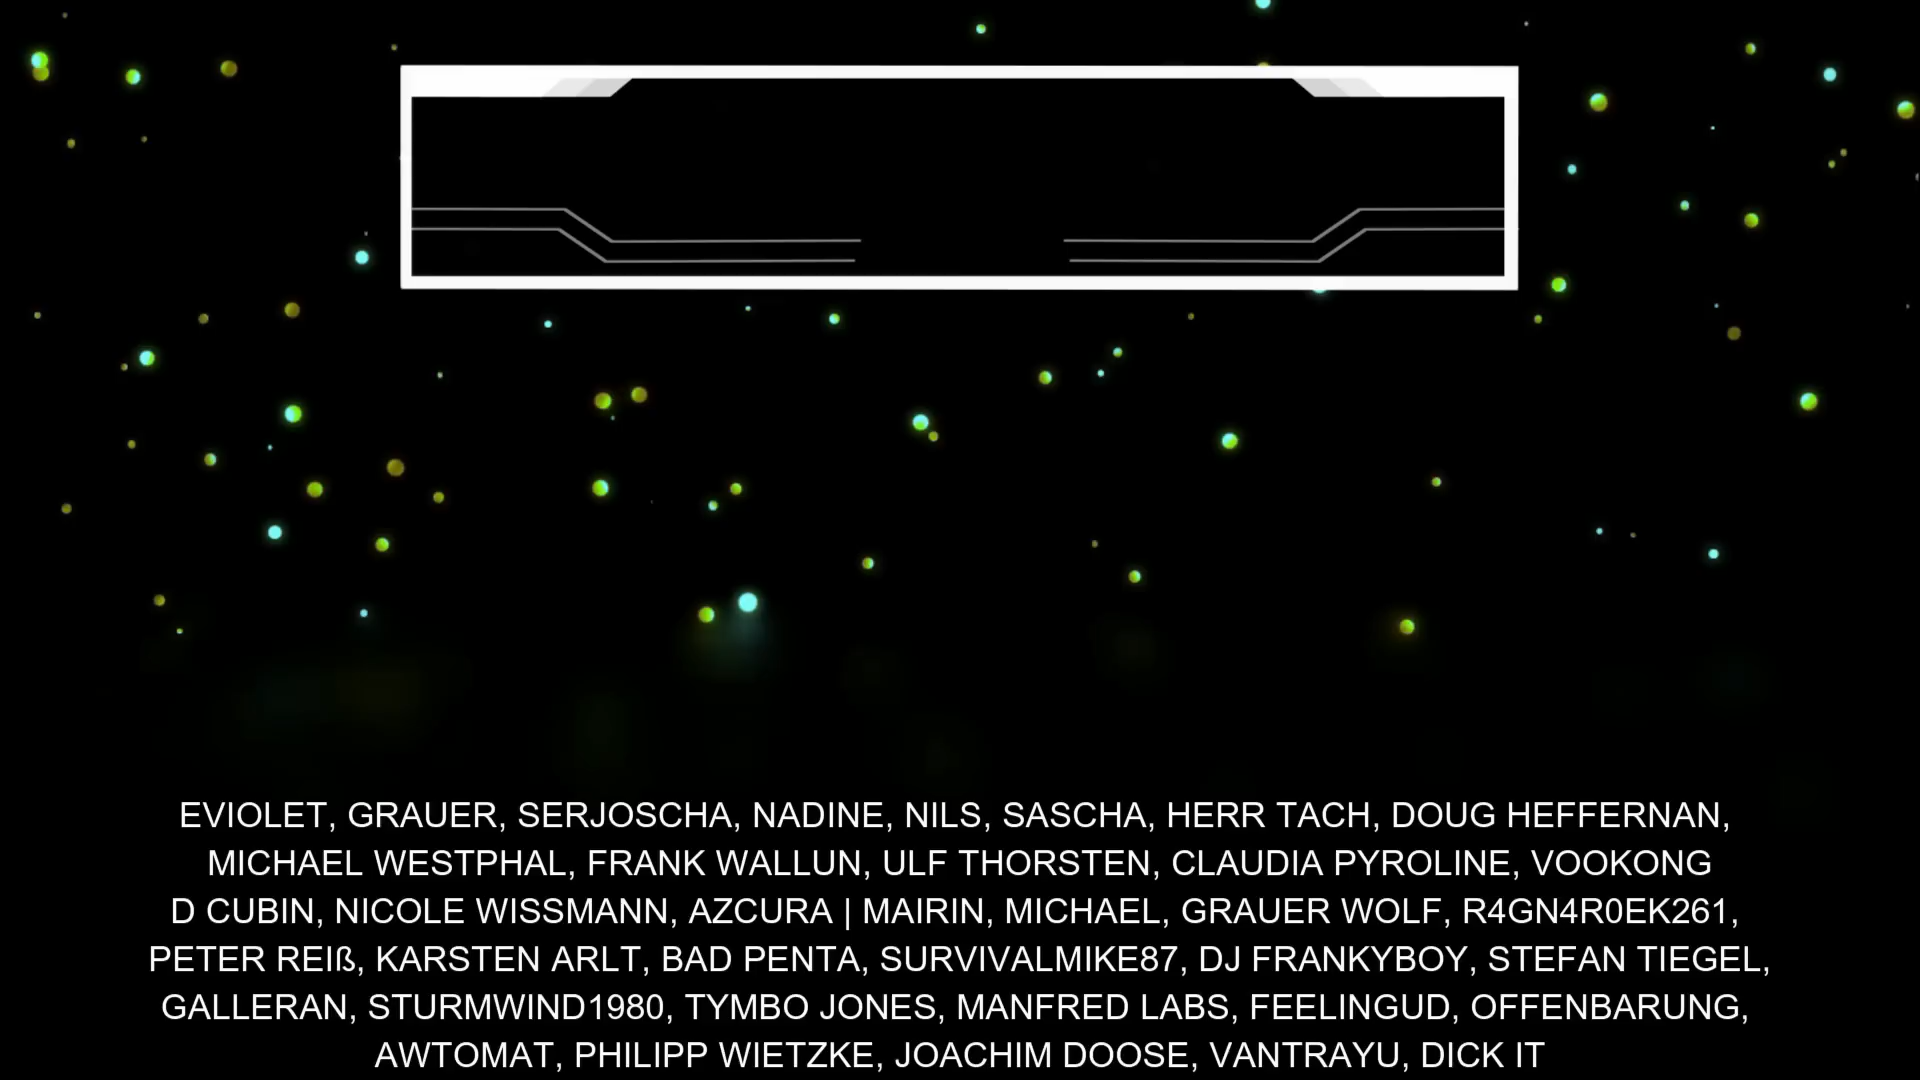 EVIOLET, GRAUER, SERJOSCHA, NADINE, NILS, SASCHA, HERR TACH, DOUG HEFFERNAN,
MICHAEL WESTPHAL, FRANK WALLUN, ULF THORSTEN, CLAUDIA PYROLINE, VOOKONG
D CUBIN, NICOLE WISSMANN, AZCURA | MAIRIN, MICHAEL, GRAUER WOLF, R4GN4R0EK261,
PETER REIß, KARSTEN ARLT, BAD PENTA, SURVIVALMIKE87, DJ FRANKYBOY, STEFAN TIEGEL,
GALLERAN, STURMWIND1980, TYMBO JONES, MANFRED LABS, FEELINGUD, OFFENBARUNG,
AWTOMAT, PHILIPP WIETZKE, JOACHIM DOOSE, VANTRAYU, DICK IT